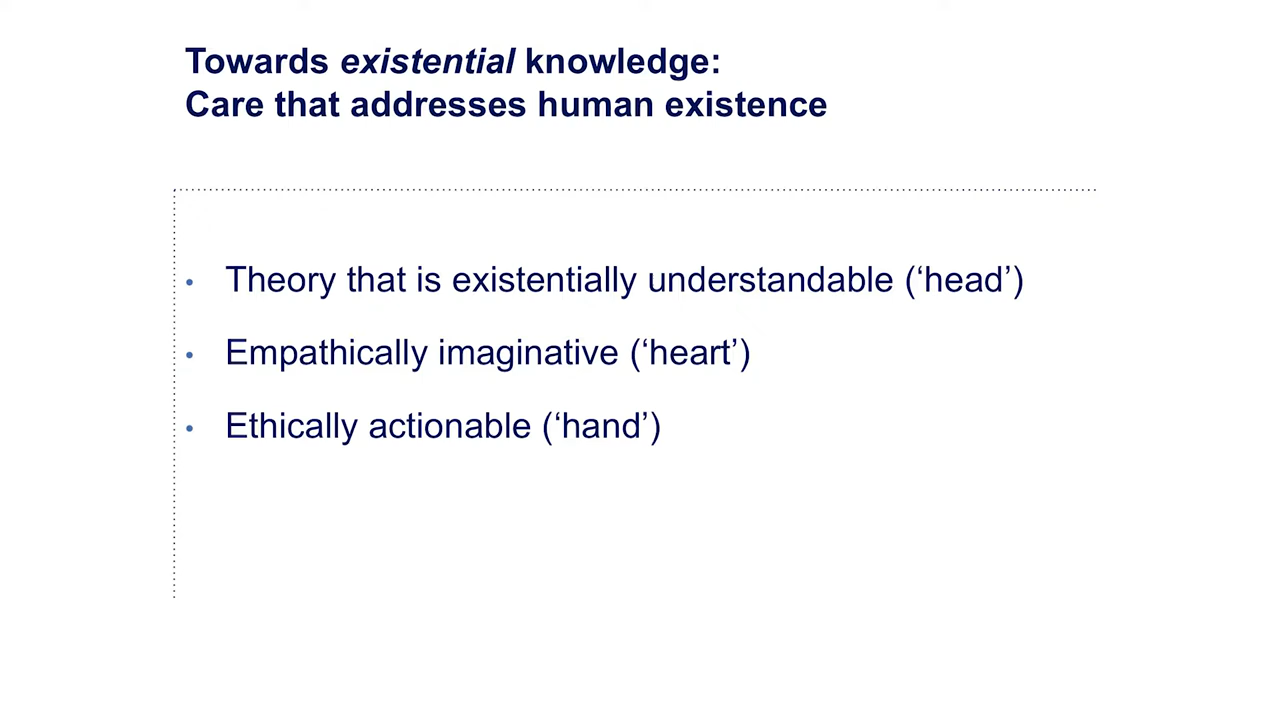 Towards existential knowledge:
Care that addresses human existence
• Theory that is existentially understandable (‘head’)
• Empathically imaginative (‘heart’)
• Ethically actionable (‘hand’)